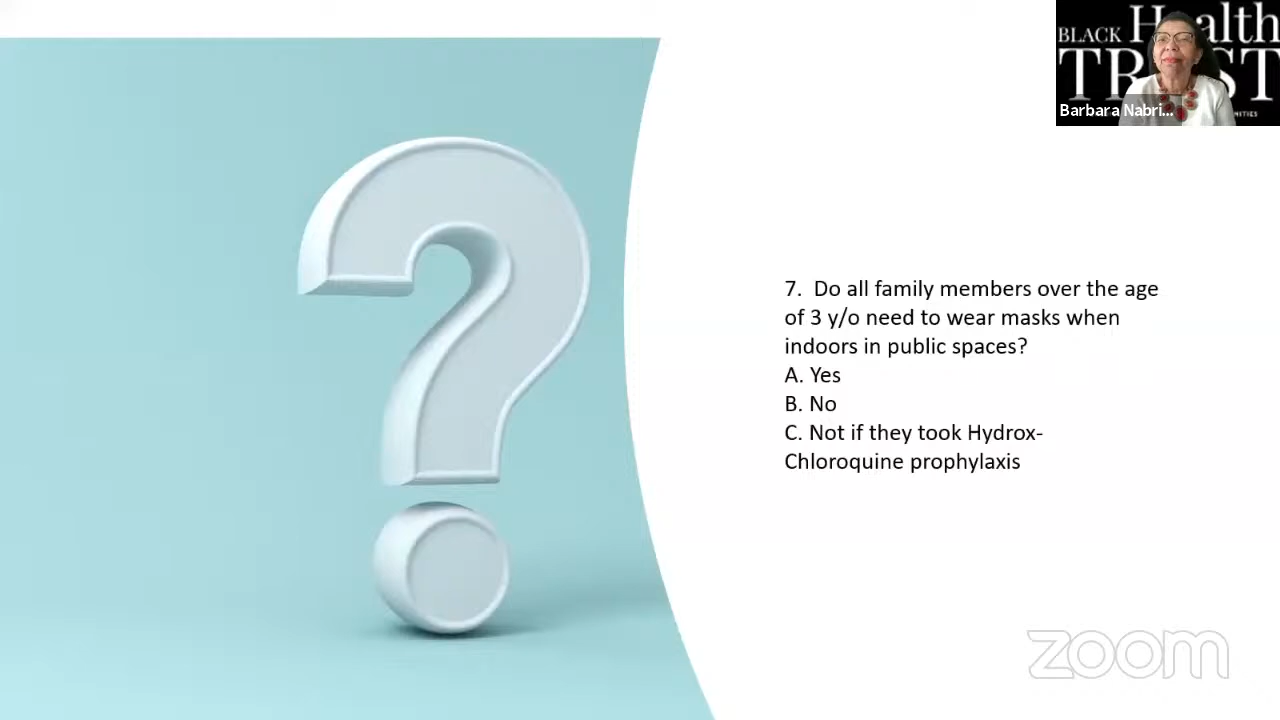 BLACK Health
TRUST
MITIES
Barbara Nabri...
7. Do all family members over the age
of 3 y/o need to wear masks when
indoors in public spaces?
A. Yes
B. No
C. Not if they took Hydrox-
Chloroquine prophylaxis
zoom